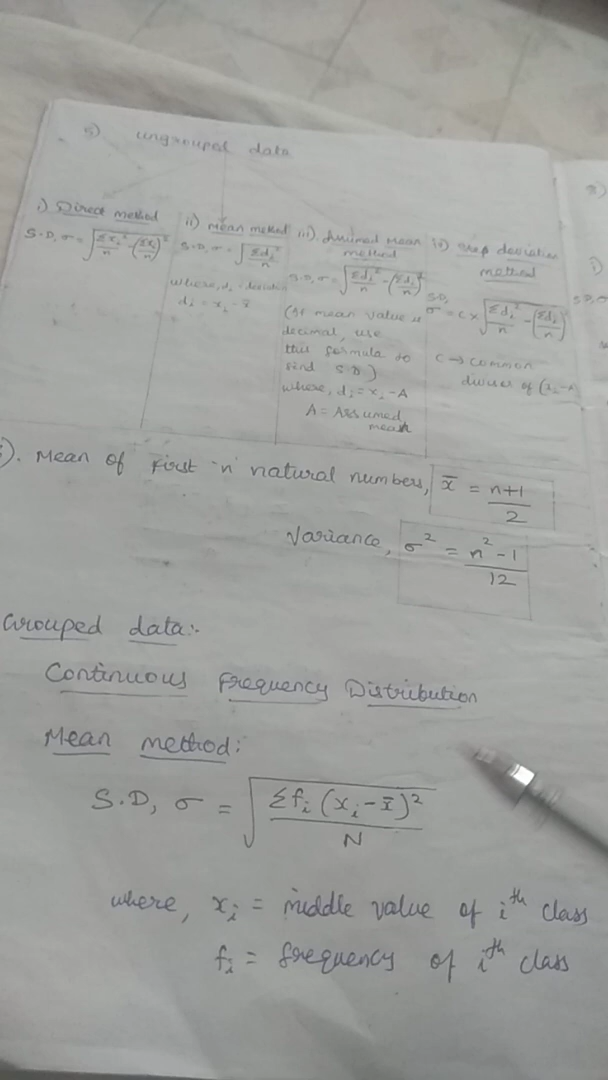 5) ungrouped data
i) Direct method
S.D, σ = √(Σxᵢ²/n - (Σxᵢ/n)²)
ii) Mean method
S.D, σ = √(Σdᵢ²/n)
where, dᵢ =
dᵢ = xᵢ - x̄
iii) Assumed Mean
method
S.D, σ = √(Σdᵢ²/n - (Σdᵢ/n)²)
(If mean value is
decimal, use
this formula to
find S.D)
where, dᵢ = xᵢ - A
A = Assumed
mean
iv) step deviation
method
S.D,
σ = c × √(Σdᵢ²/n - (Σdᵢ/n)²)
C → common
divisor of (xᵢ - A
). Mean of First 'n' natural numbers, x̄ = (n+1)/2
Variance, σ² = (n² - 1)/12
Grouped data:-
Continuous Frequency Distribution
Mean method:
S.D, σ = √(Σfᵢ (xᵢ - x̄)²/N)
where, xᵢ = middle value of iᵗʰ class
fᵢ = frequency of iᵗʰ class